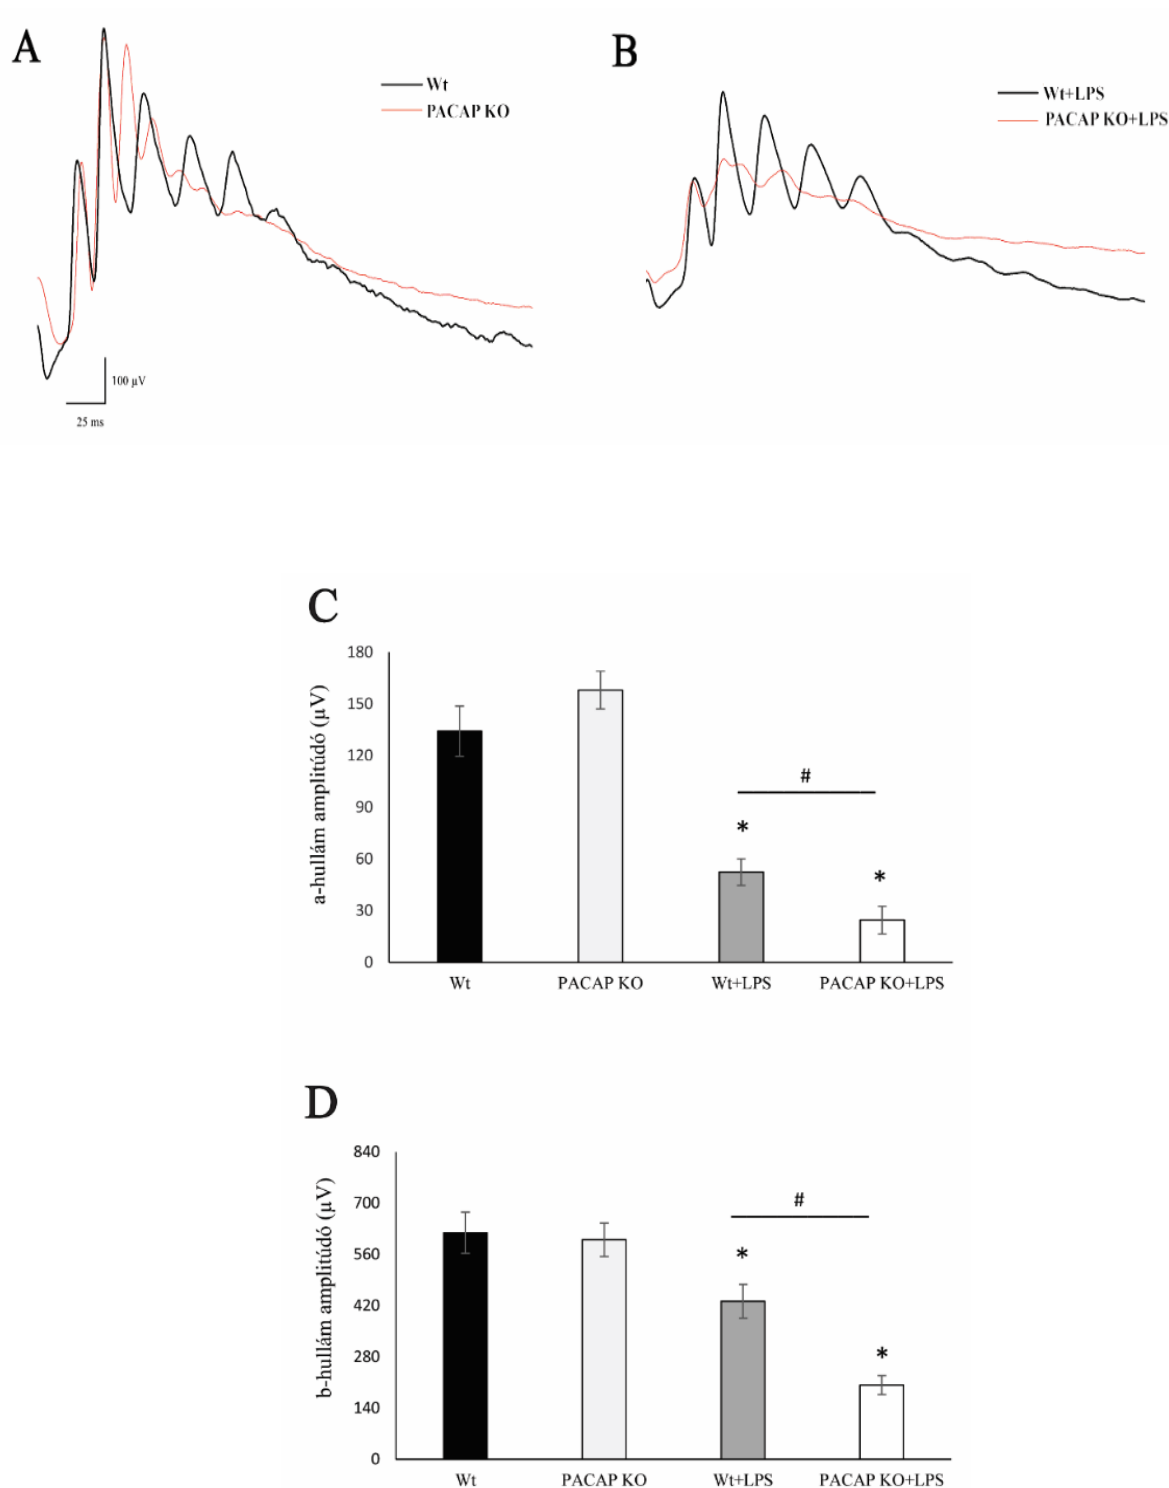 A
Wt
PACAP KO
100 µV
25 ms
B
Wt+LPS
PACAP KO+LPS
C
a-hullám amplitúdó (µV)
180
150
120
90
60
30
0
#
*
*
Wt
PACAP KO
Wt+LPS
PACAP KO+LPS
D
b-hullám amplitúdó (µV)
840
700
560
420
280
140
0
#
*
*
Wt
PACAP KO
Wt+LPS
PACAP KO+LPS